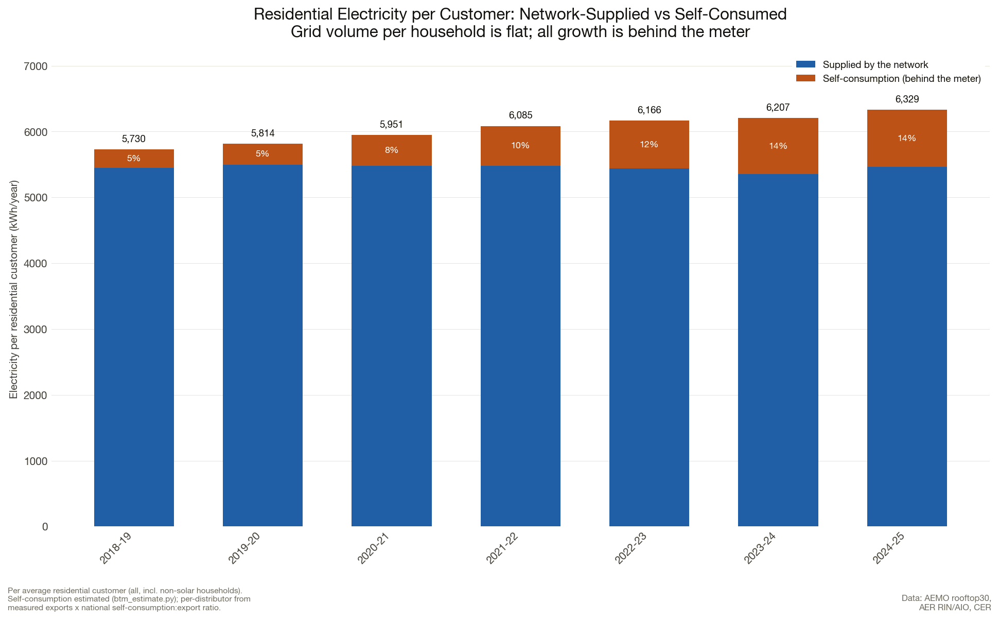 Residential Electricity per Customer: Network-Supplied vs Self-Consumed
Grid volume per household is flat; all growth is behind the meter
Supplied by the network
Self-consumption (behind the meter)
Electricity per residential customer (kWh/year)
7000
6000
5000
4000
3000
2000
1000
0
5,730
5,814
5,951
6,085
6,166
6,207
6,329
5%
5%
8%
10%
12%
14%
14%
2018-19
2019-20
2020-21
2021-22
2022-23
2023-24
2024-25
Per average residential customer (all, incl. non-solar households).
Self-consumption estimated (btm_estimate.py); per-distributor from
measured exports x national self-consumption:export ratio.
Data: AEMO rooftop30,
AER RIN/AIO, CER